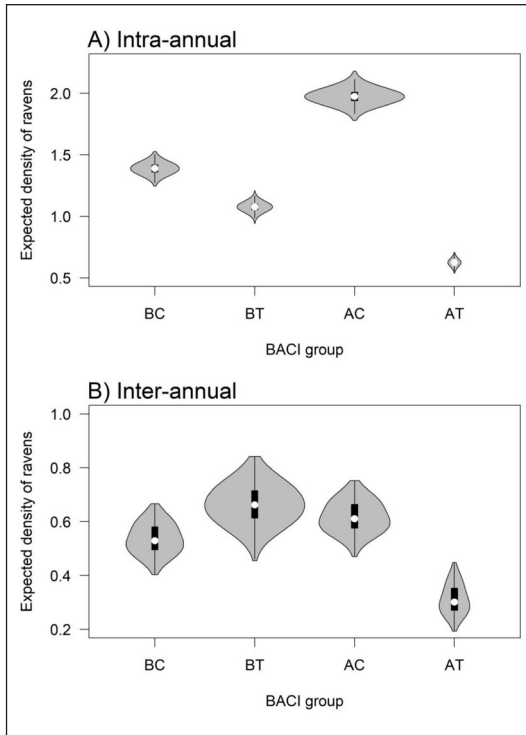 A) Intra-annual
Expected density of ravens
2.0
1.5
1.0
0.5
BC BT AC AT
BACI group
B) Inter-annual
Expected density of ravens
1.0
0.8
0.6
0.4
0.2
BC BT AC AT
BACI group